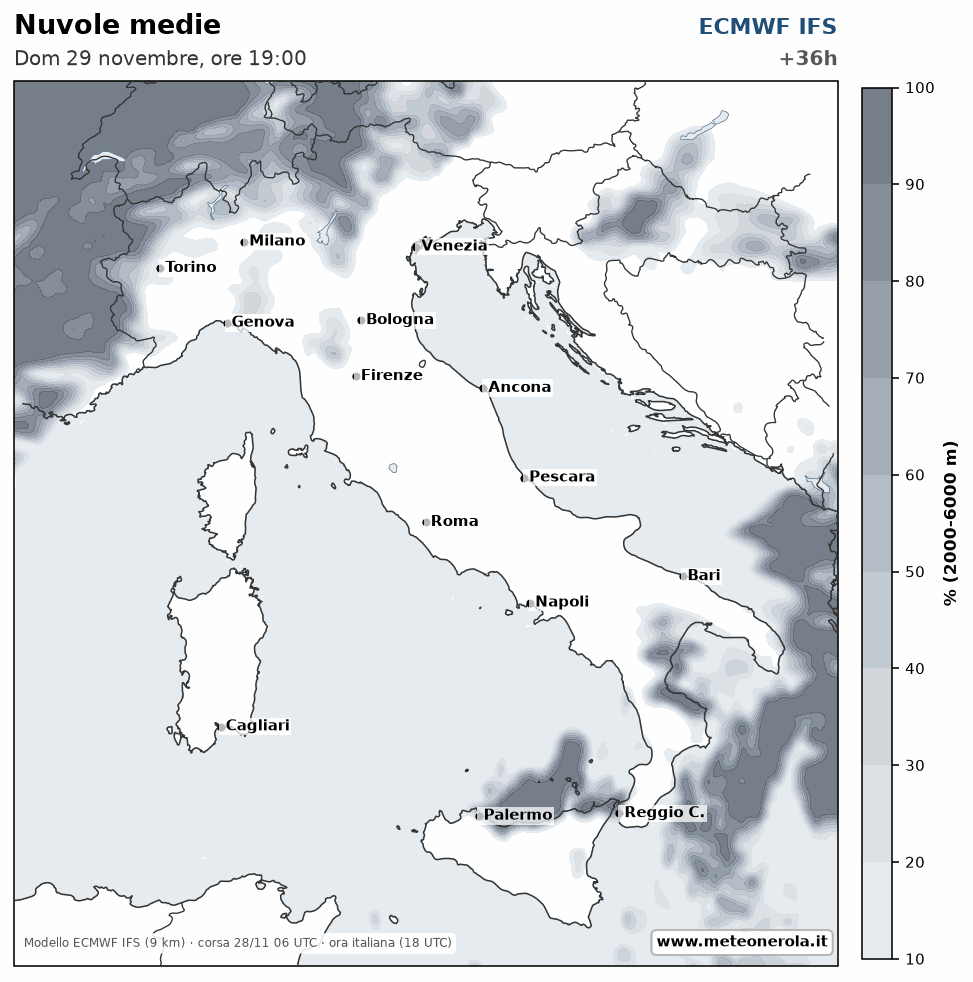 Nuvole medie
ECMWF IFS
Dom 29 novembre, ore 19:00
+36h
Milano
Venezia
Torino
Genova
Bologna
Firenze
Ancona
Pescara
Roma
Bari
Napoli
Cagliari
Palermo
Reggio C.
100
90
80
70
60
50
40
30
20
10
% (2000-6000 m)
Modello ECMWF IFS (9 km) · corsa 28/11 06 UTC · ora italiana (18 UTC)
www.meteonerola.it